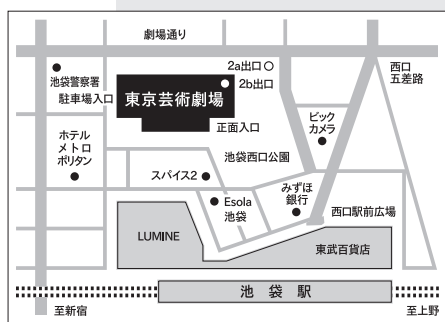 劇場通り
2a出口
西口
五差路
池袋警察署
2b出口
駐車場入口
東京芸術劇場
ビック
カメラ
正面入口
ホテル
メトロ
ポリタン
池袋西口公園
スパイス2
みずほ
銀行
Esola
池袋
西口駅前広場
LUMINE
東武百貨店
池袋駅
至新宿
至上野